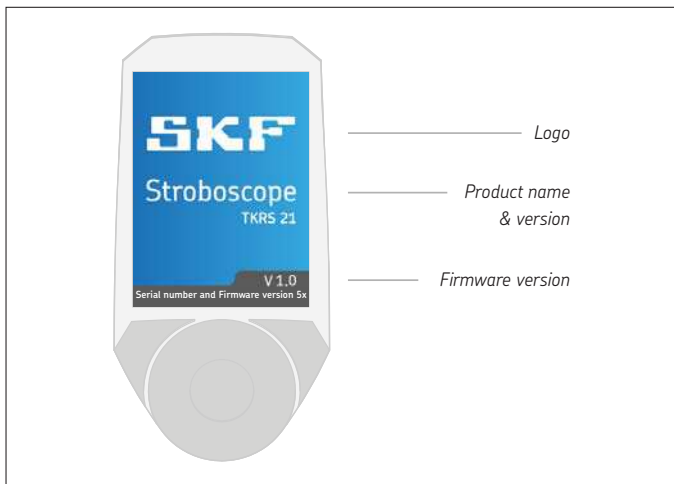 SKF
Logo
Stroboscope
TKRS 21
Product name
& version
V 1.0
Firmware version
Serial number and Firmware version 5x